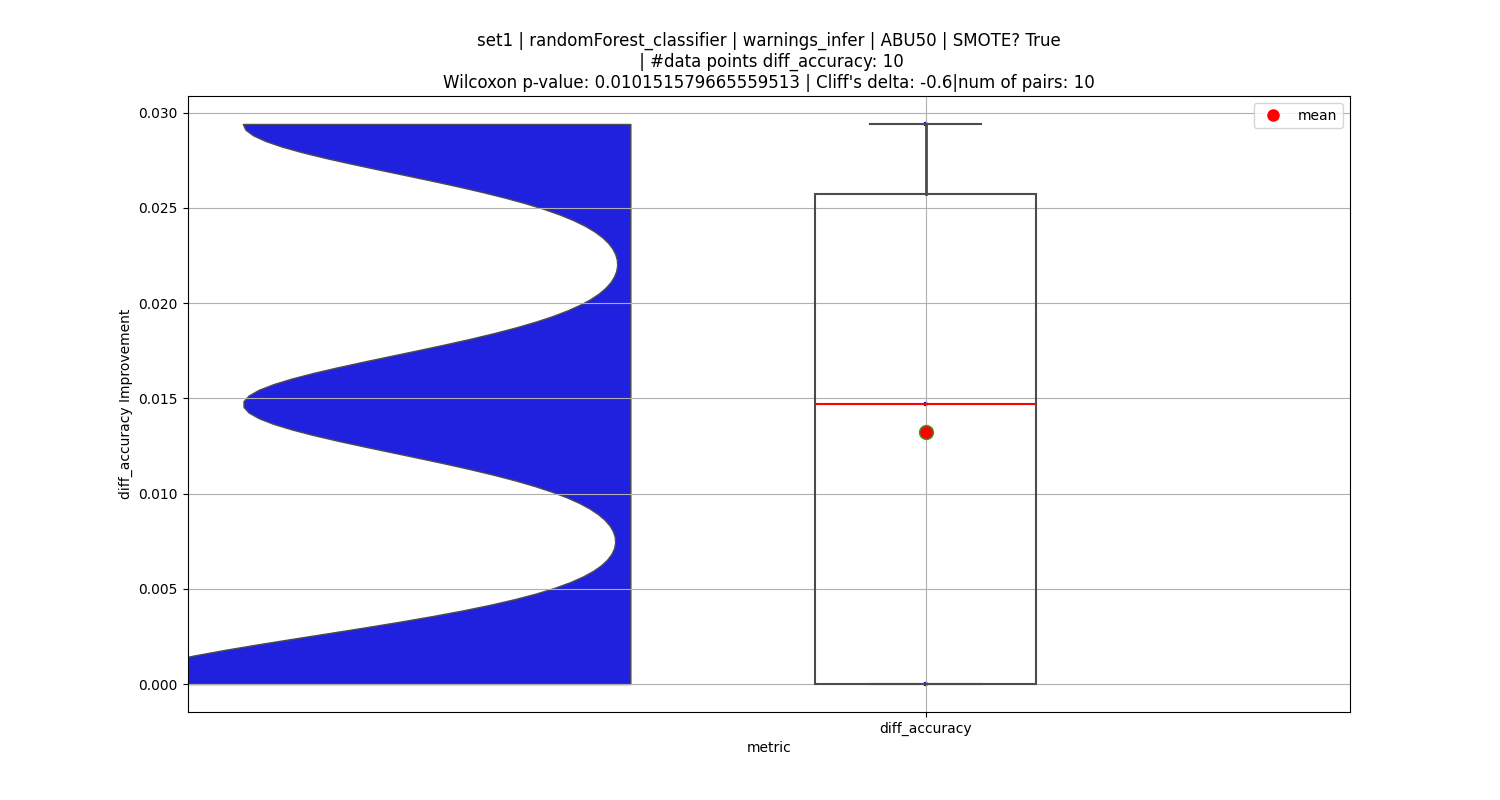 set1 | randomForest_classifier | warnings_infer | ABU50 | SMOTE? True
| #data points diff_accuracy: 10
Wilcoxon p-value: 0.010151579665559513 | Cliff's delta: -0.6|num of pairs: 10
mean
0.030
0.025
0.020
0.015
0.010
0.005
0.000
diff_accuracy Improvement
diff_accuracy
metric